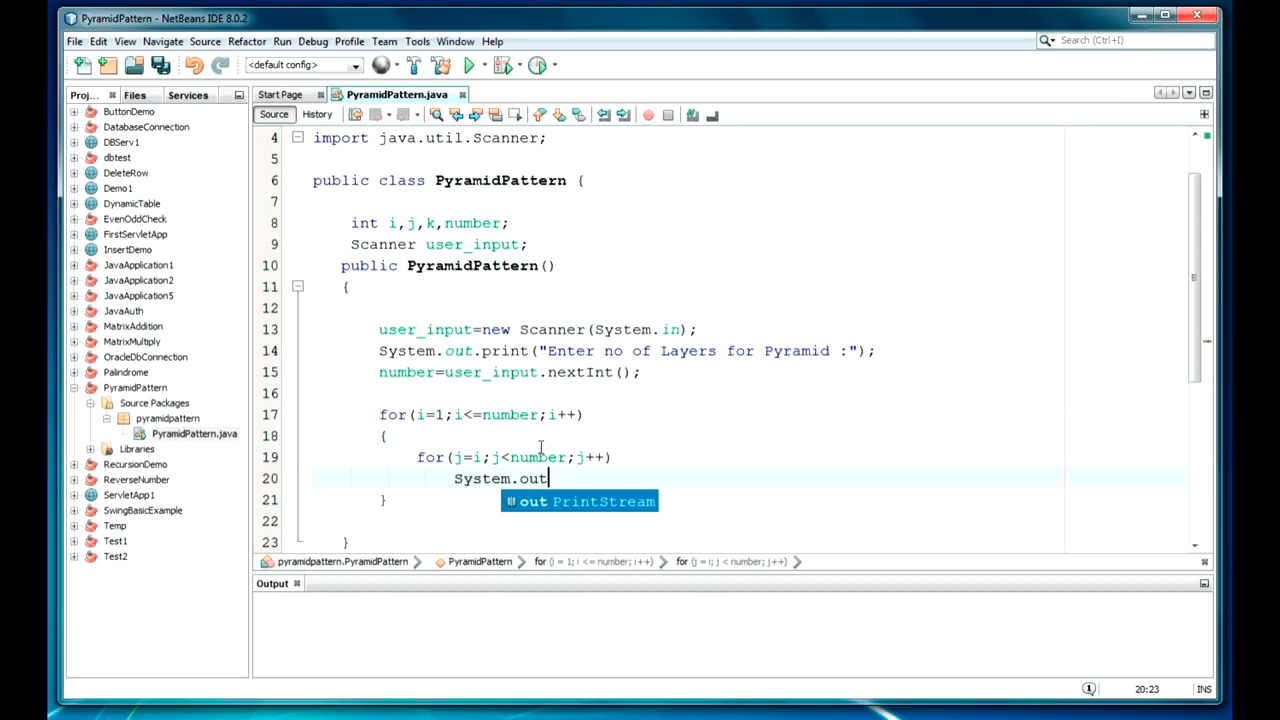 PyramidPattern - NetBeans IDE 8.0.2
File Edit View Navigate Source Refactor Run Debug Profile Team Tools Window Help
Search (Ctrl+I)
<default config>
Proj... Files Services
Start Page PyramidPattern.java
Source History
ButtonDemo
DatabaseConnection
DBServ1
dbtest
DeleteRow
Demo1
DynamicTable
EvenOddCheck
FirstServletApp
InsertDemo
JavaApplication1
JavaApplication2
JavaApplication5
JavaAuth
MatrixAddition
MatrixMultiply
OracleDbConnection
Palindrome
PyramidPattern
Source Packages
pyramidpattern
PyramidPattern.java
Libraries
RecursionDemo
ReverseNumber
ServletApp1
SwingBasicExample
Temp
Test1
Test2
4 import java.util.Scanner;
5
6 public class PyramidPattern {
7
8 int i,j,k,number;
9 Scanner user_input;
10 public PyramidPattern()
11 {
12
13 user_input=new Scanner(System.in);
14 System.out.print("Enter no of Layers for Pyramid :");
15 number=user_input.nextInt();
16
17 for(i=1;i<=number;i++)
18 {
19 for(j=i;j<number;j++)
20 System.out
out PrintStream
21 }
22
23 }
pyramidpattern.PyramidPattern PyramidPattern for (i = 1; i <= number; i++) for (j = i; j < number; j++)
Output
1 20:23 INS